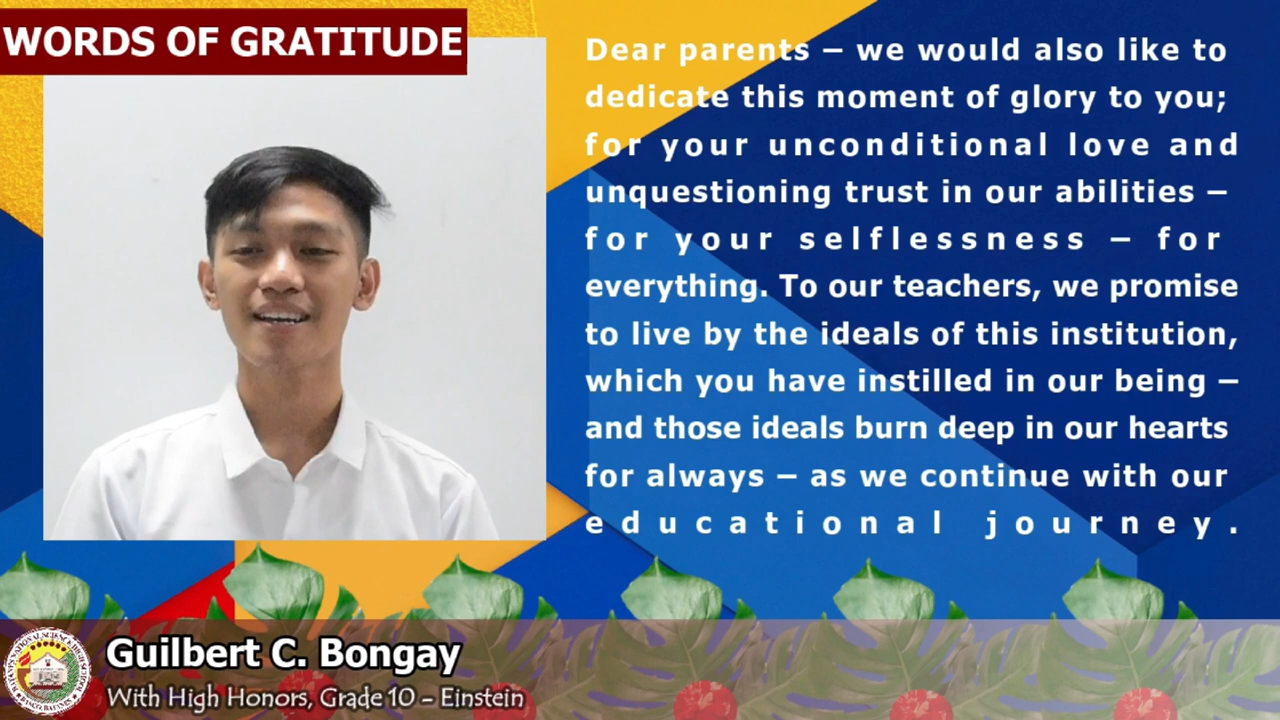 WORDS OF GRATITUDE
Dear parents – we would also like to
dedicate this moment of glory to you;
for your unconditional love and
unquestioning trust in our abilities –
for your selflessness – for
everything. To our teachers, we promise
to live by the ideals of this institution,
which you have instilled in our being –
and those ideals burn deep in our hearts
for always – as we continue with our
educational journey.
Guilbert C. Bongay
With High Honors, Grade 10 – Einstein